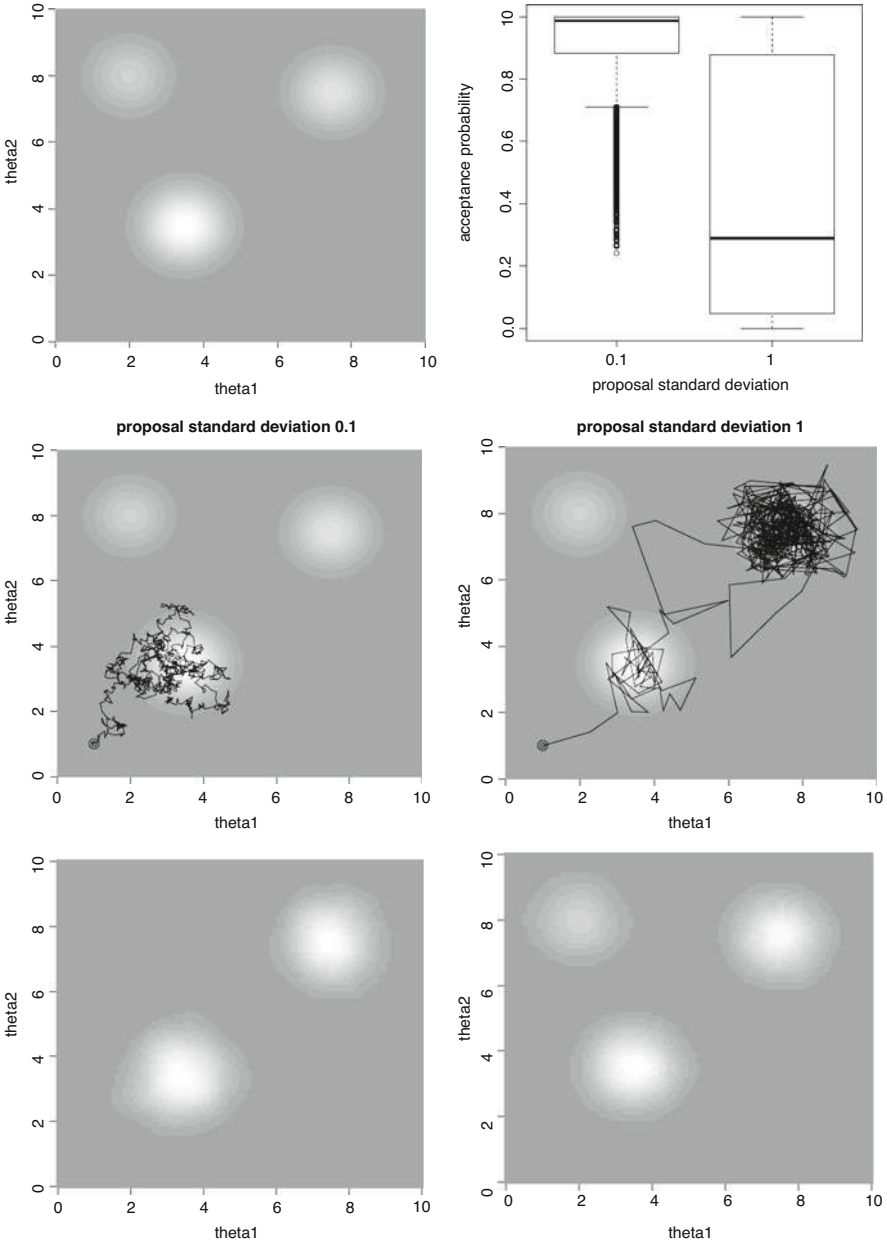 theta2
10
8
6
4
2
0
0 2 4 6 8 10
theta1
acceptance probability
10
0.8
0.6
0.4
0.2
0.0
0.1 1
proposal standard deviation
proposal standard deviation 0.1
theta2
10
8
6
4
2
0
0 2 4 6 8 10
theta1
proposal standard deviation 1
theta2
10
8
6
4
2
0
0 2 4 6 8 10
theta1
theta2
10
8
6
4
2
0
0 2 4 6 8 10
theta1
theta2
10
8
6
4
2
0
0 2 4 6 8 10
theta1